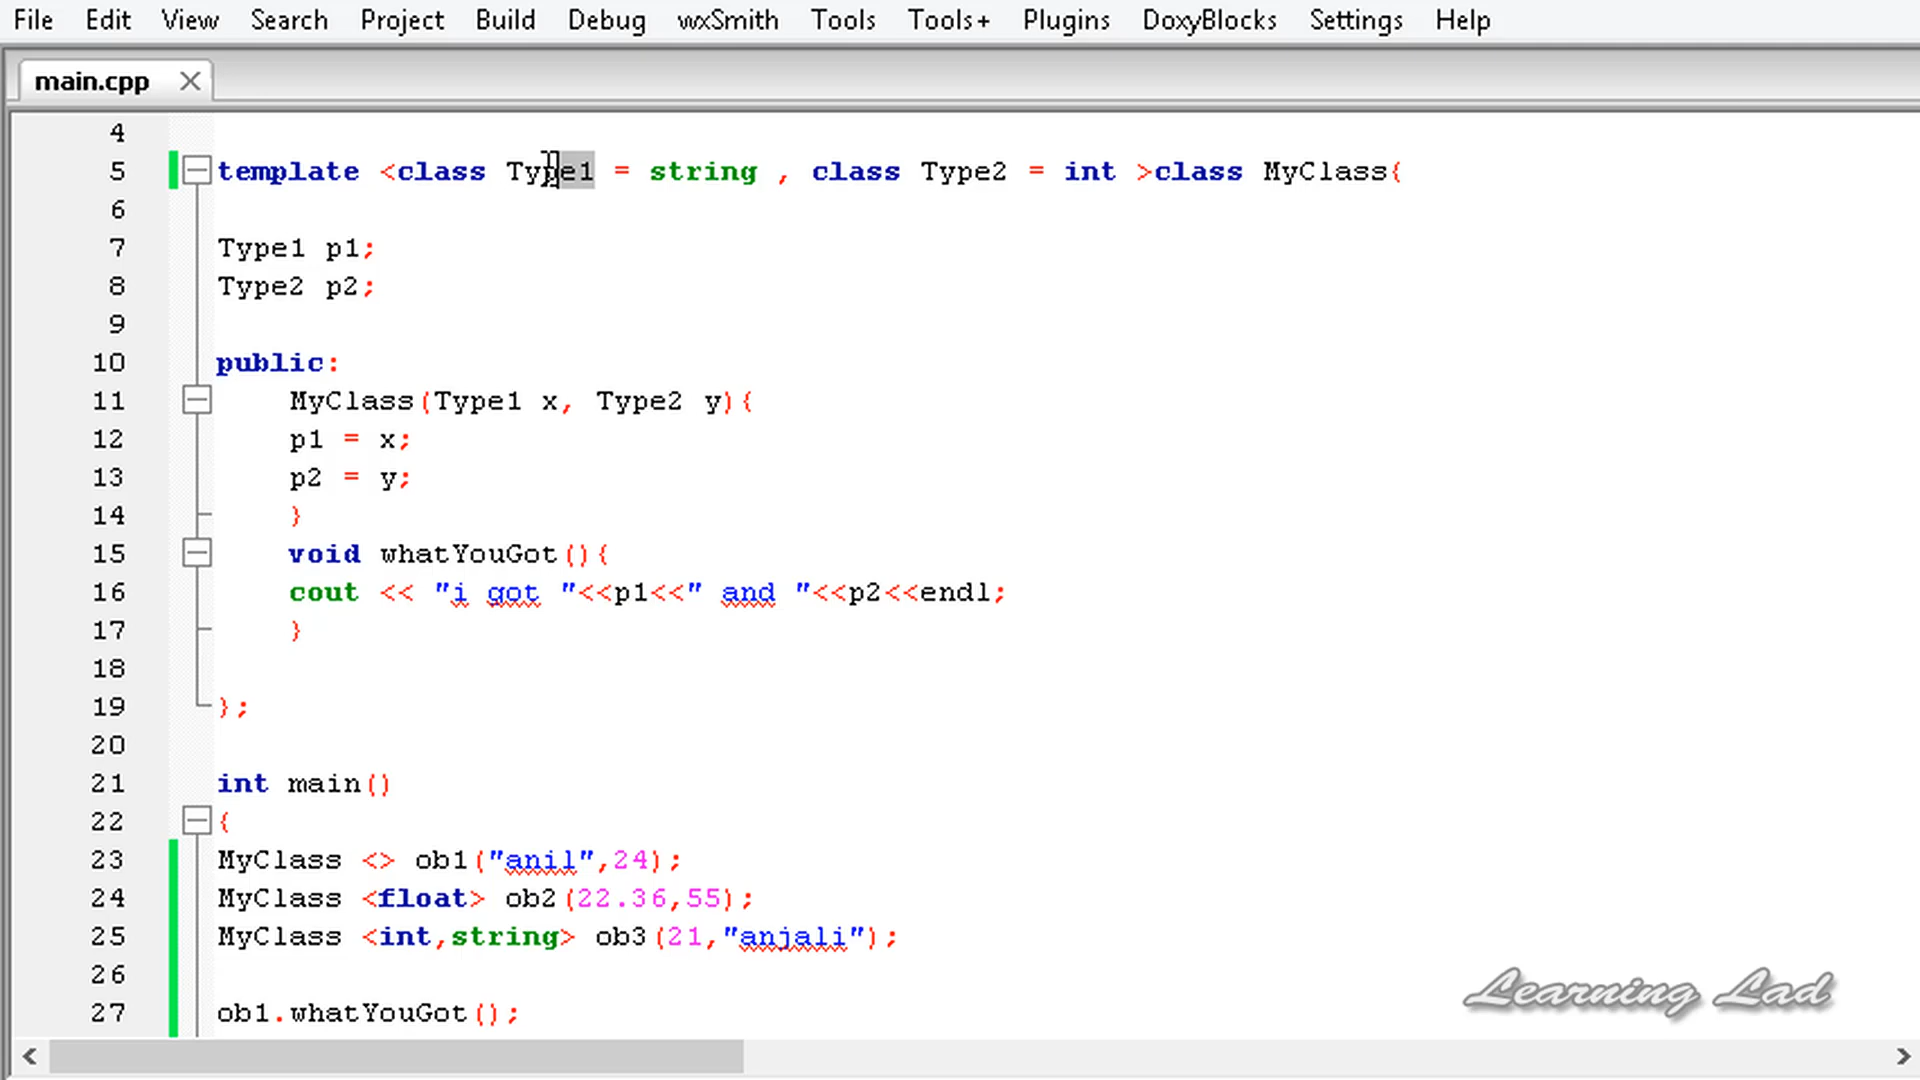 File Edit View Search Project Build Debug wxSmith Tools Tools+ Plugins DoxyBlocks Settings Help
main.cpp
4
5 template <class Type1 = string , class Type2 = int >class MyClass{
6
7 Type1 p1;
8 Type2 p2;
9
10 public:
11 MyClass(Type1 x, Type2 y){
12 p1 = x;
13 p2 = y;
14 }
15 void whatYouGot(){
16 cout << "i got "<<p1<<" and "<<p2<<endl;
17 }
18
19 };
20
21 int main()
22 {
23 MyClass <> ob1("anil",24);
24 MyClass <float> ob2(22.36,55);
25 MyClass <int,string> ob3(21,"anjali");
26
27 ob1.whatYouGot();
Learning Lad